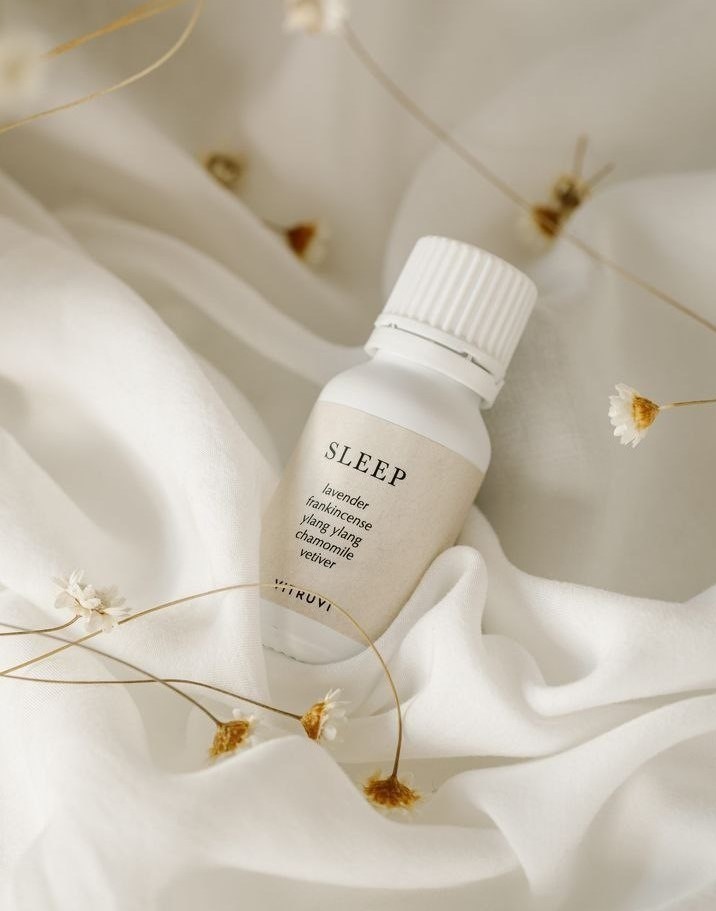 SLEEP
lavender
frankincense
ylang ylang
chamomile
vetiver
VITRUVI